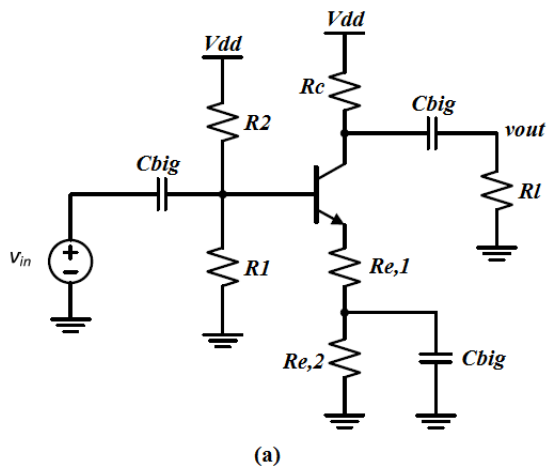 Vdd
Vdd
Rc
R2
Cbig
Cbig
vout
Rl
vin
R1
Re,1
Re,2
Cbig
(a)